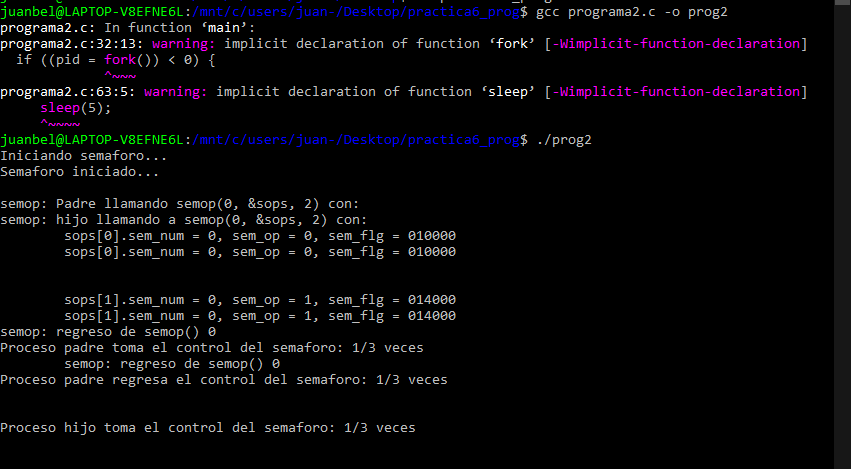 juanbel@LAPTOP-V8EFNE6L:/mnt/c/users/juan-/Desktop/practica6_prog$ gcc programa2.c -o prog2
programa2.c: In function ‘main’:
programa2.c:32:13: warning: implicit declaration of function ‘fork’ [-Wimplicit-function-declaration]
  if ((pid = fork()) < 0) {
             ^~~~
programa2.c:63:5: warning: implicit declaration of function ‘sleep’ [-Wimplicit-function-declaration]
     sleep(5);
     ^~~~~
juanbel@LAPTOP-V8EFNE6L:/mnt/c/users/juan-/Desktop/practica6_prog$ ./prog2
Iniciando semaforo...
Semaforo iniciado...

semop: Padre llamando semop(0, &sops, 2) con:
semop: hijo llamando a semop(0, &sops, 2) con:
        sops[0].sem_num = 0, sem_op = 0, sem_flg = 010000
        sops[0].sem_num = 0, sem_op = 0, sem_flg = 010000


        sops[1].sem_num = 0, sem_op = 1, sem_flg = 014000
        sops[1].sem_num = 0, sem_op = 1, sem_flg = 014000
semop: regreso de semop() 0
Proceso padre toma el control del semaforo: 1/3 veces
        semop: regreso de semop() 0
Proceso padre regresa el control del semaforo: 1/3 veces


Proceso hijo toma el control del semaforo: 1/3 veces